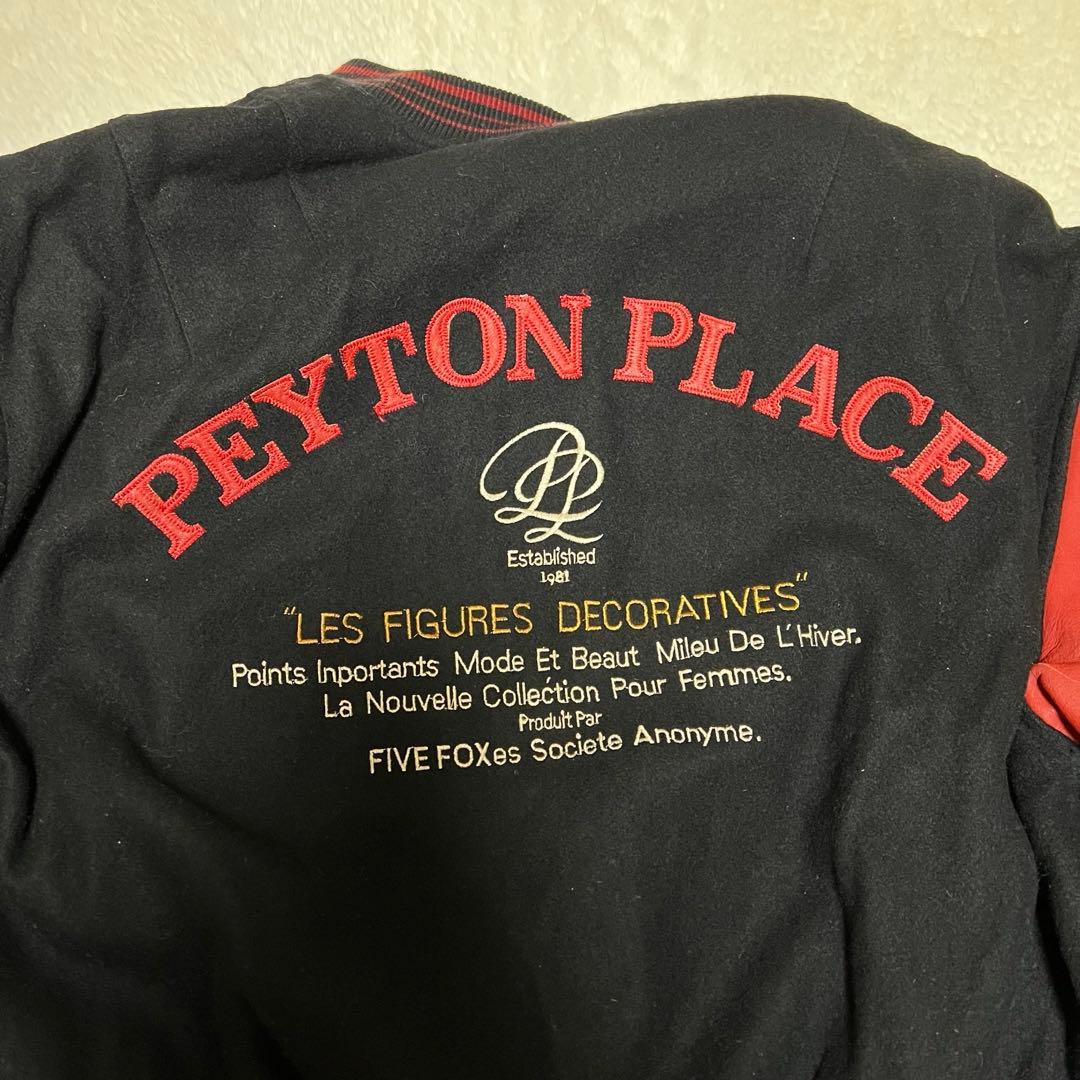 PEYTON PLACE
PP
Established
1981
"LES FIGURES DECORATIVES"
Points Inportants Mode Et Beaut Mileu De L'Hiver.
La Nouvelle Collection Pour Femmes.
Produit Par
FIVE FOXes Societe Anonyme.